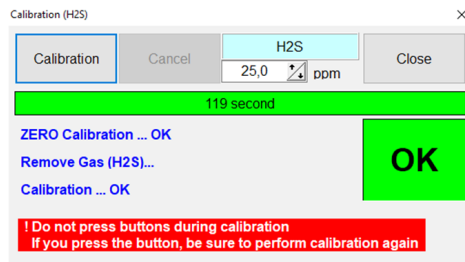 Calibration (H2S)
Calibration
Cancel
H2S
25,0 ppm
Close
119 second
ZERO Calibration ... OK
Remove Gas (H2S)...
Calibration ... OK
OK
! Do not press buttons during calibration
If you press the button, be sure to perform calibration again